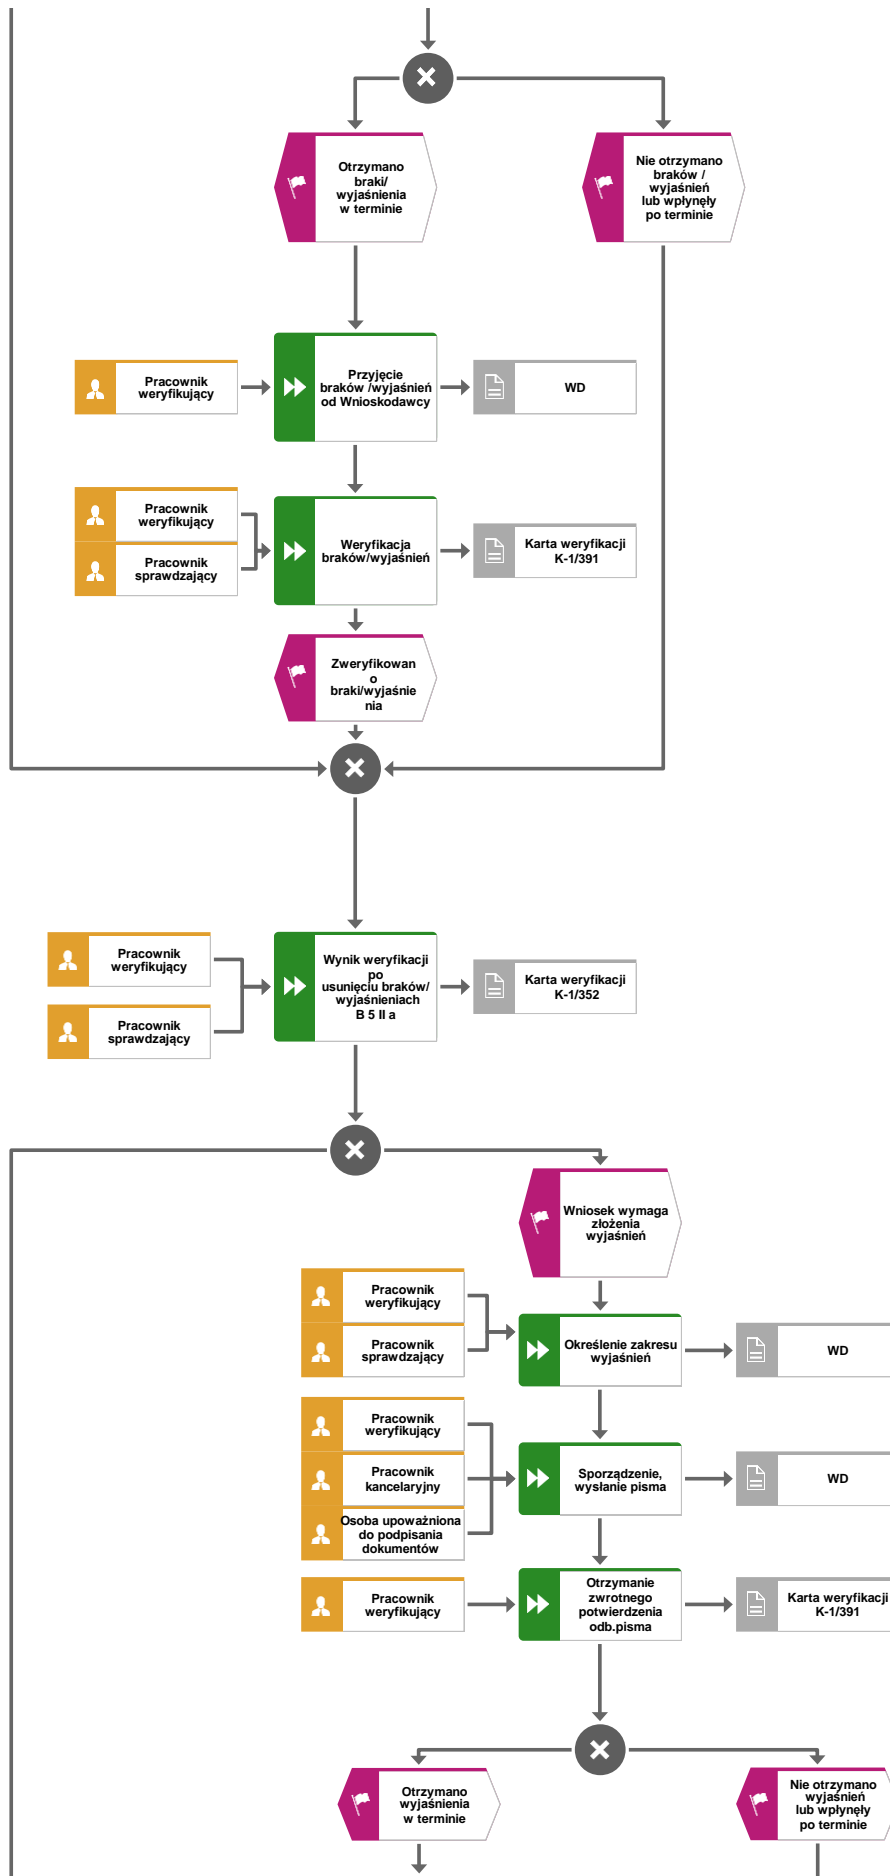 Otrzymano
braki/
wyjaśnienia
w terminie
Nie otrzymano
braków /
wyjaśnień
lub wpłynęły
po terminie
Pracownik
weryfikujący
Przyjęcie
braków /wyjaśnień
od Wnioskodawcy
WD
Pracownik
weryfikujący
Pracownik
sprawdzający
Weryfikacja
braków/wyjaśnień
Karta weryfikacji
K-1/391
Zweryfikowan
o
braki/wyjaśnie
nia
Pracownik
weryfikujący
Pracownik
sprawdzający
Wynik weryfikacji
po
usunięciu braków/
wyjaśnieniach
B 5 II a
Karta weryfikacji
K-1/352
Wniosek wymaga
złożenia
wyjaśnień
Pracownik
weryfikujący
Pracownik
sprawdzający
Określenie zakresu
wyjaśnień
WD
Pracownik
weryfikujący
Pracownik
kancelaryjny
Osoba upoważniona
do podpisania
dokumentów
Sporządzenie,
wysłanie pisma
WD
Pracownik
weryfikujący
Otrzymanie
zwrotnego
potwierdzenia
odb.pisma
Karta weryfikacji
K-1/391
Otrzymano
wyjaśnienia
w terminie
Nie otrzymano
wyjaśnień
lub wpłynęły
po terminie